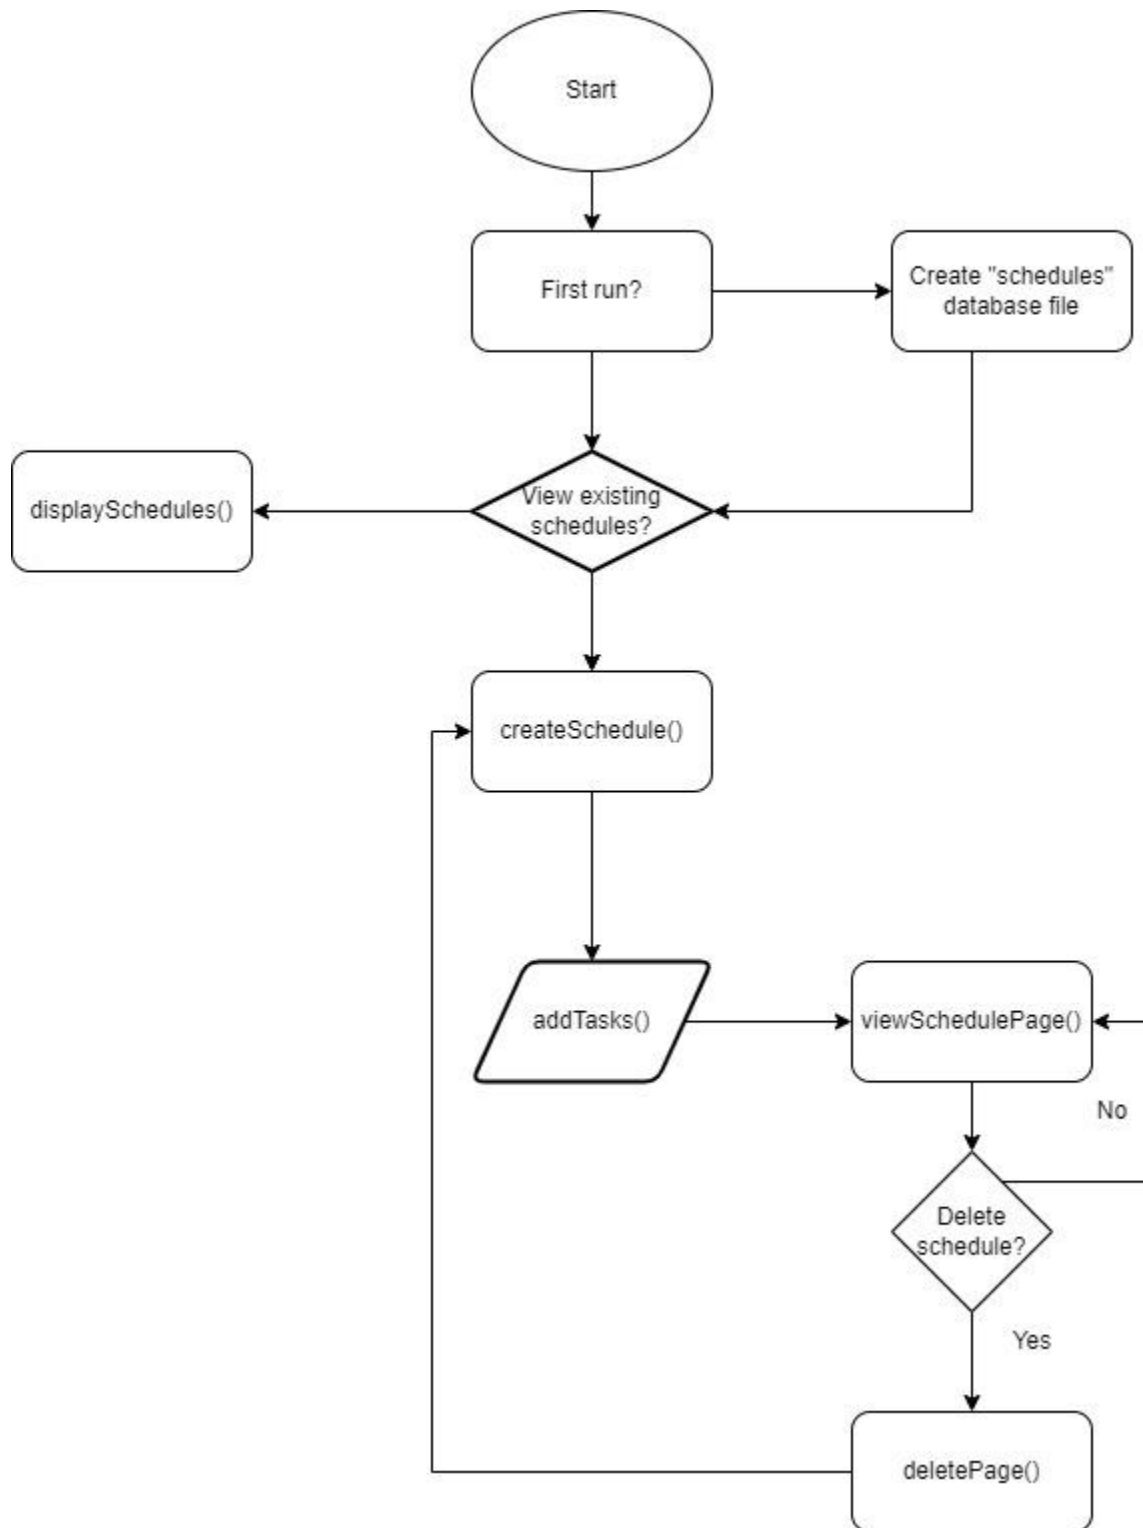 Start
First run?
Create "schedules"
database file
displaySchedules()
View existing
schedules?
createSchedule()
addTasks()
viewSchedulePage()
No
Delete
schedule?
Yes
deletePage()